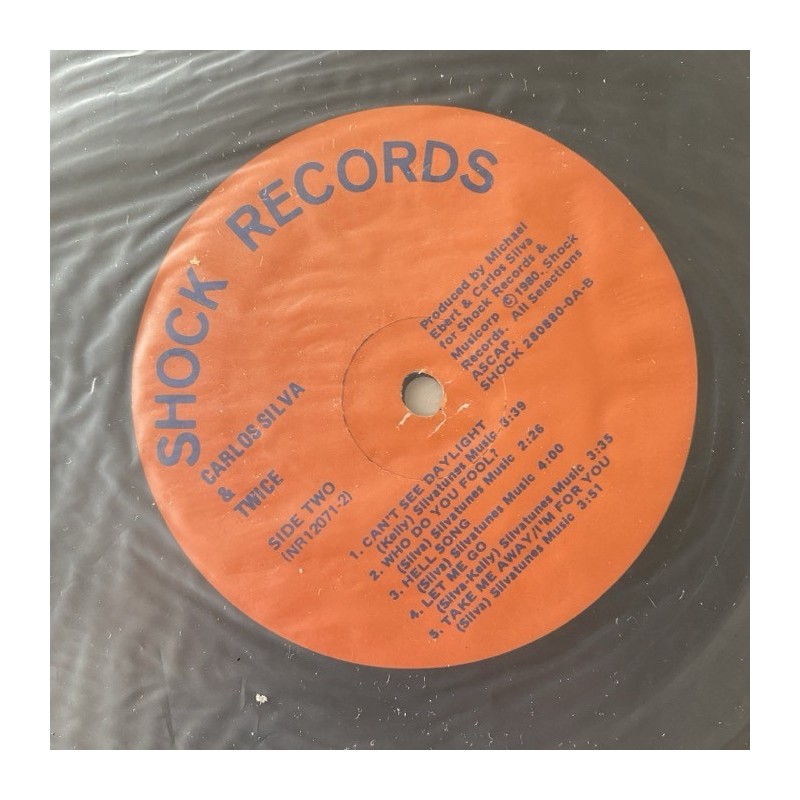 SHOCK RECORDS
CARLOS SILVA
&
TWICE
SIDE TWO
(NR12071-2)
Produced by Michael
Ebert & Carlos Silva
for Shock Records &
Musicorp ©1980. Shock
Records. All Selections
ASCAP.
SHOCK 280880-0A-B
1. CAN'T SEE DAYLIGHT
(Kelly) Silvatunes Music 3:39
2. WHO DO YOU FOOL?
(Silva) Silvatunes Music 2:26
3. HELL SONG
(Silva) Silvatunes Music 4:00
4. LET ME GO
(Silva-Kelly) Silvatunes Music 3:35
5. TAKE ME AWAY/I'M FOR YOU
(Silva) Silvatunes Music 3:51